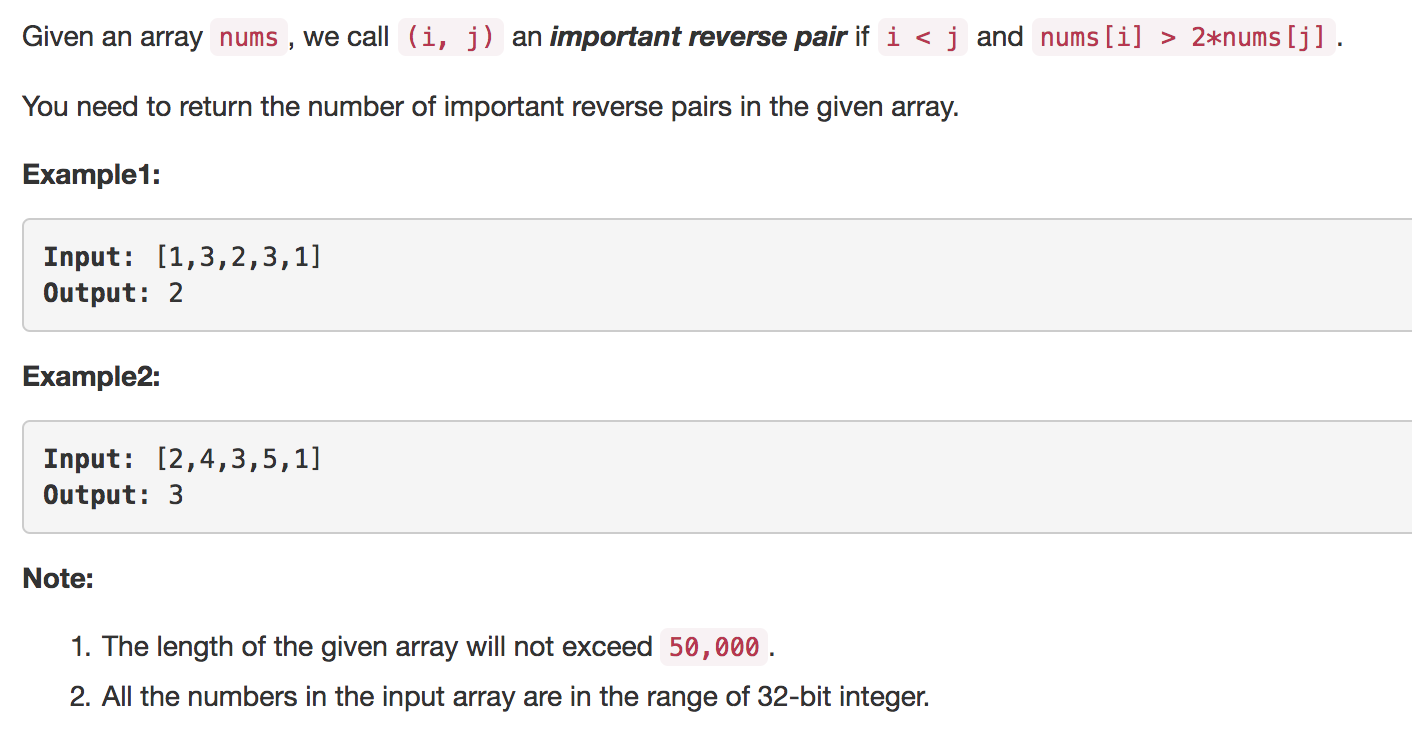 Given an array nums, we call (i, j) an important reverse pair if i < j and nums[i] > 2*nums[j].
You need to return the number of important reverse pairs in the given array.
Example1:
Input: [1,3,2,3,1]
Output: 2
Example2:
Input: [2,4,3,5,1]
Output: 3
Note:
1. The length of the given array will not exceed 50,000.
2. All the numbers in the input array are in the range of 32-bit integer.